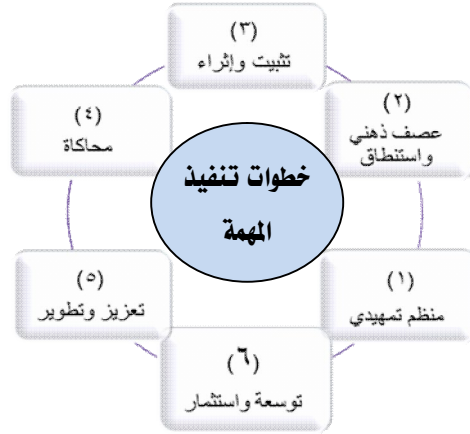 خطوات تنفيذ
المهمة
(١)
منظم تمهيدي
(٢)
عصف ذهني
واستنطاق
(٣)
تثبيت وإثراء
(٤)
محاكاة
(٥)
تعزيز وتطوير
(٦)
توسعة واستثمار